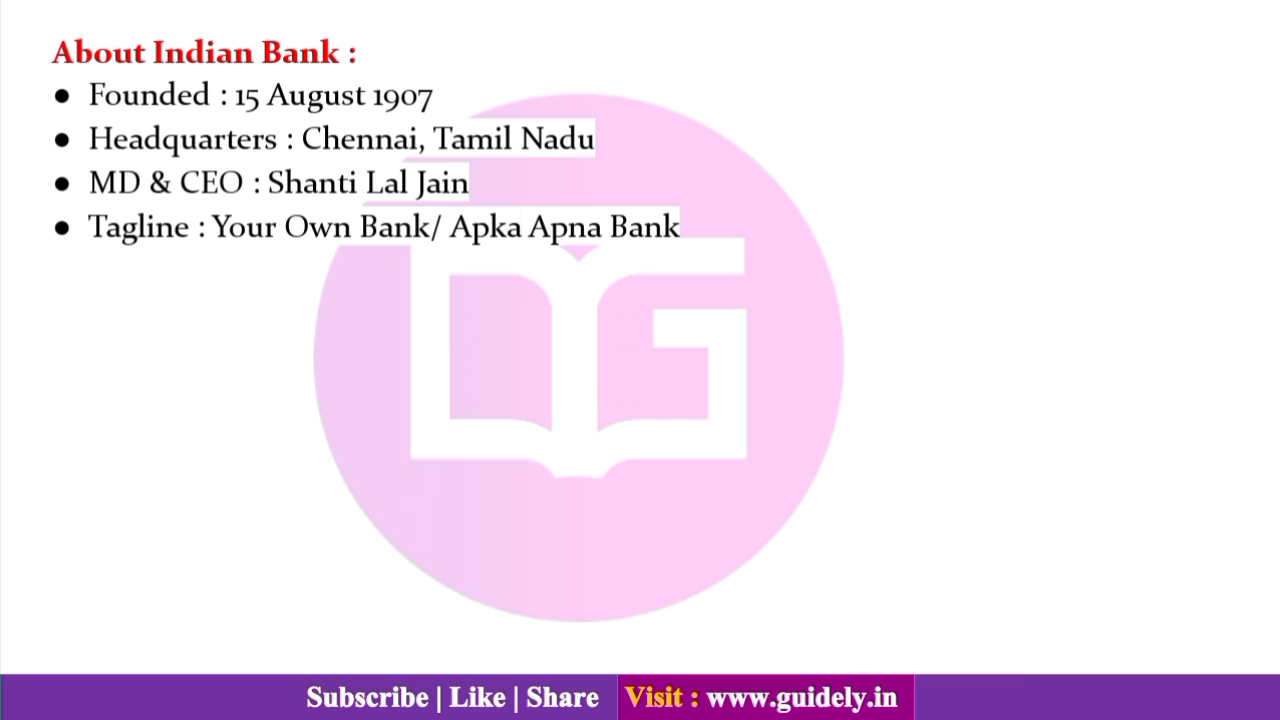 About Indian Bank :
● Founded : 15 August 1907
● Headquarters : Chennai, Tamil Nadu
● MD & CEO : Shanti Lal Jain
● Tagline : Your Own Bank/ Apka Apna Bank
Subscribe | Like | Share Visit : www.guidely.in